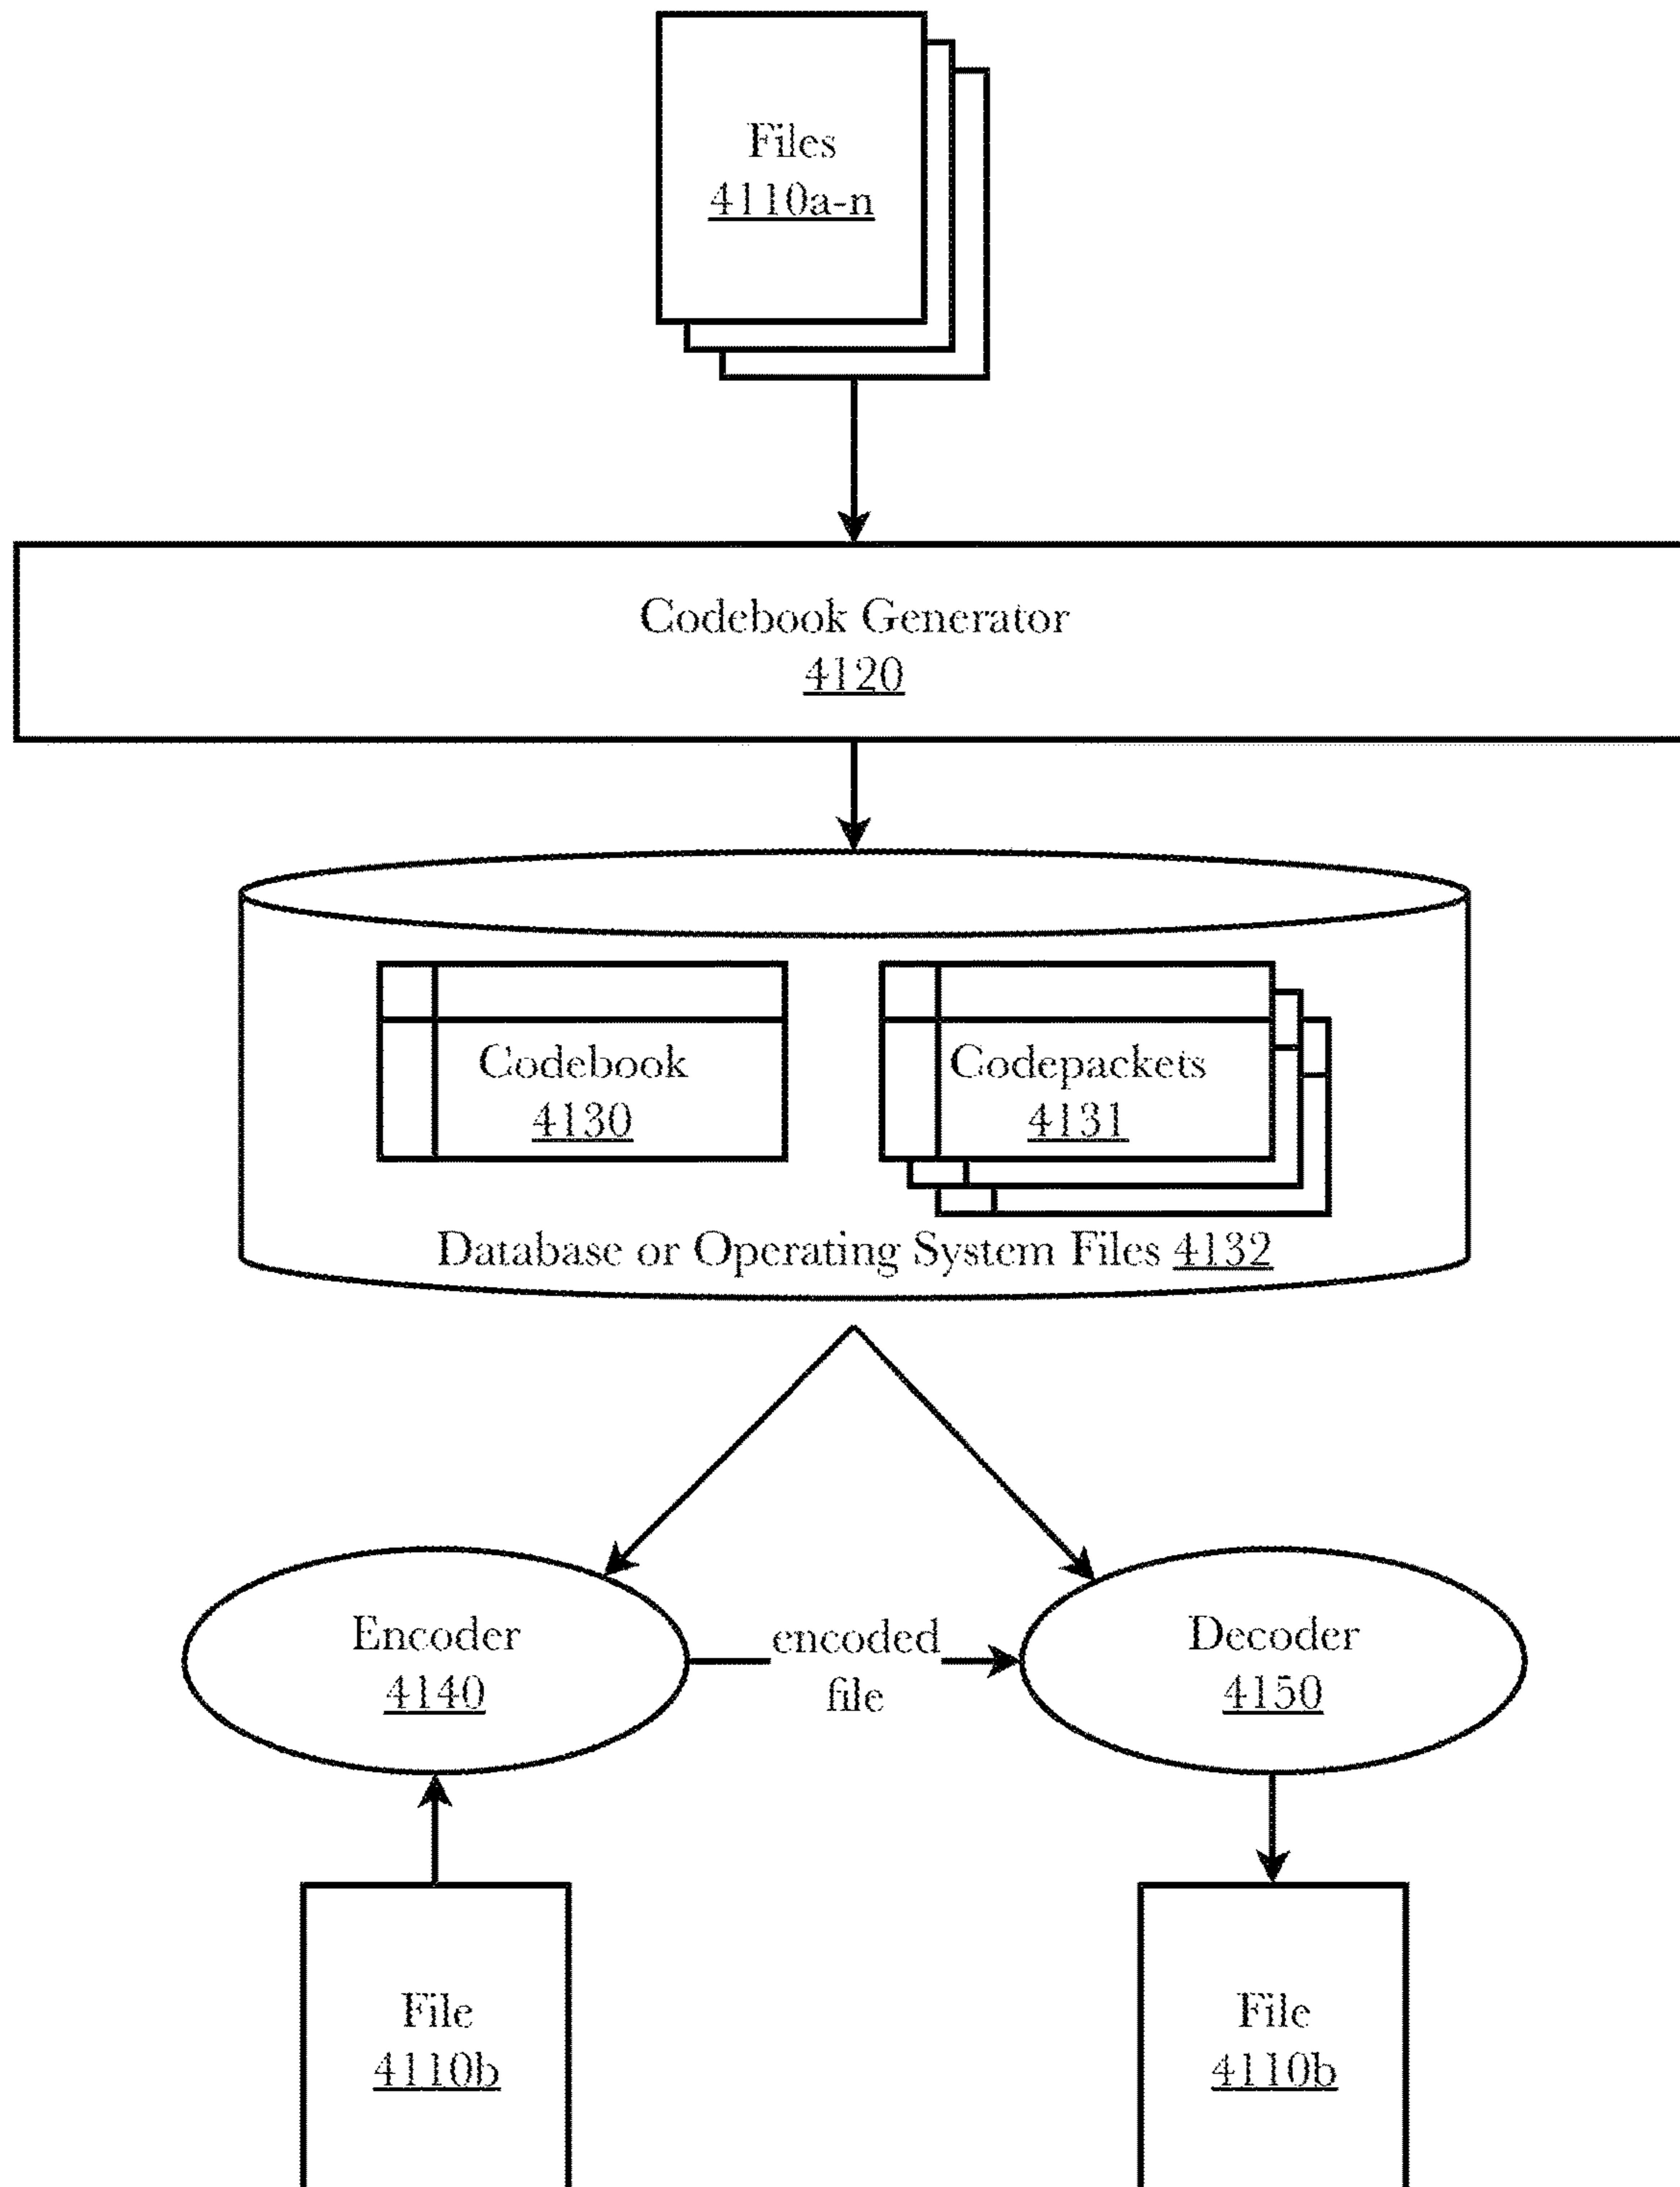 Files
4110a-n
Codebook Generator
4120
Codebook
4130
Codepackets
4131
Database or Operating System Files 4132
Encoder
4140
encoded
file
Decoder
4150
File
4110b
File
4110b